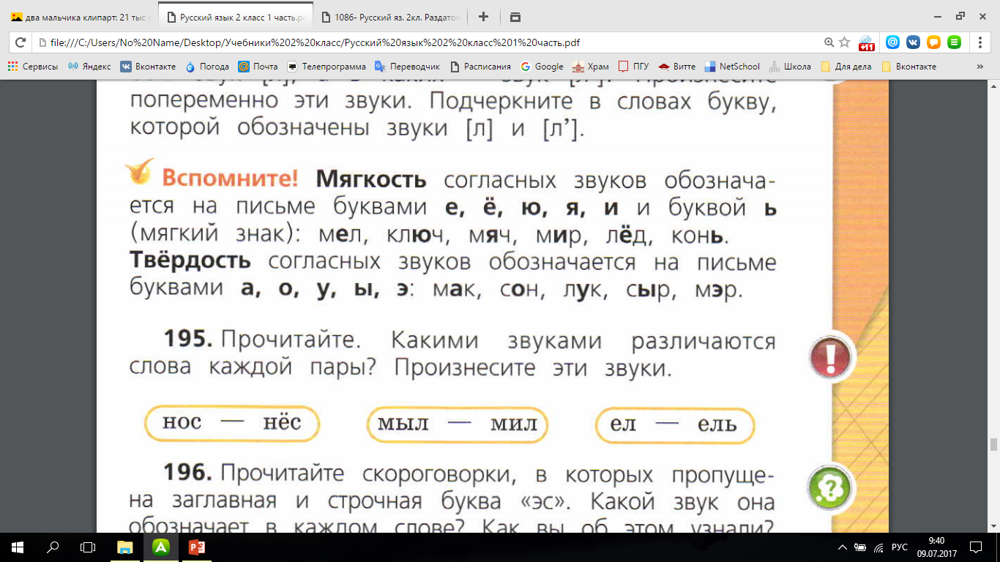 два мальчика клипарт: 21 тыс и
Русский язык 2 класс 1 часть.pd
1086- Русский яз. 2кл. Раздаточ
file:///C:/Users/No%20Name/Desktop/Учебники%202%20класс/Русский%20язык%202%20класс%201%20часть.pdf
+11
Сервисы Яндекс Вконтакте Погода Почта Телепрограмма Переводчик Расписания Google Храм ПГУ Витте NetSchool Школа Для дела Вконтакте »
попеременно эти звуки. Подчеркните в словах букву,
которой обозначены звуки [л] и [л’].
Вспомните! Мягкость согласных звуков обознача-
ется на письме буквами е, ё, ю, я, и и буквой ь
(мягкий знак): мел, ключ, мяч, мир, лёд, конь.
Твёрдость согласных звуков обозначается на письме
буквами а, о, у, ы, э: мак, сон, лук, сыр, мэр.
195. Прочитайте. Какими звуками различаются
слова каждой пары? Произнесите эти звуки.
нос — нёс мыл — мил ел — ель
196. Прочитайте скороговорки, в которых пропуще-
на заглавная и строчная буква «эс». Какой звук она
обозначает в каждом слове? Как вы об этом узнали?
РУС
9:40
09.07.2017